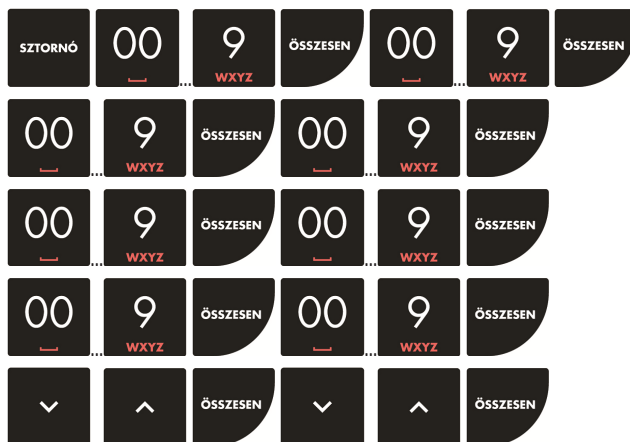 SZTORNÓ 00 ... 9 WXYZ ÖSSZESEN 00 ... 9 WXYZ ÖSSZESEN
00 ... 9 WXYZ ÖSSZESEN 00 ... 9 WXYZ ÖSSZESEN
00 ... 9 WXYZ ÖSSZESEN 00 ... 9 WXYZ ÖSSZESEN
00 ... 9 WXYZ ÖSSZESEN 00 ... 9 WXYZ ÖSSZESEN
ÖSSZESEN ÖSSZESEN